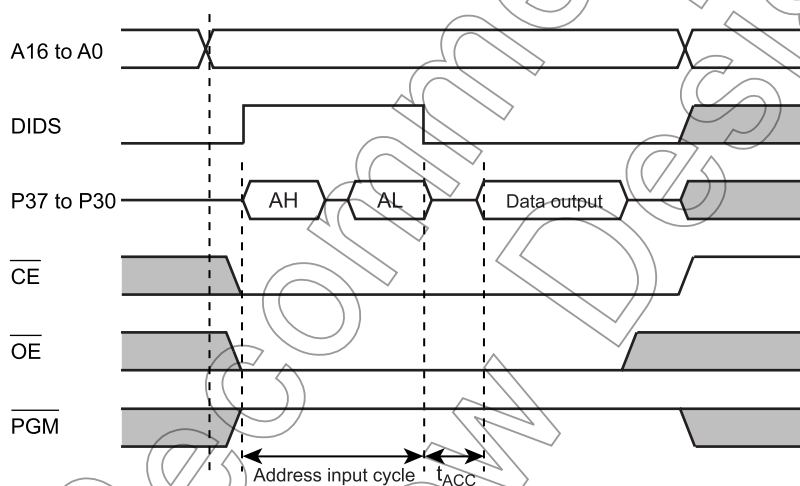 A16 to A0
DIDS
P37 to P30
AH
AL
Data output
CE
OE
PGM
Address input cycle
tACC